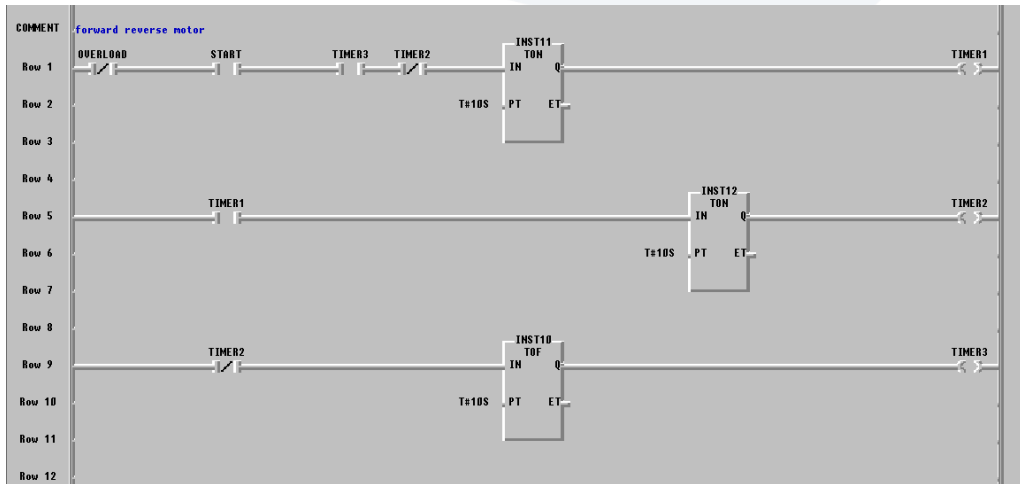 COMMENT forward reverse motor
INST11
OVERLOAD START TIMER3 TIMER2 TON TIMER1
Row 1 IN Q
Row 2 T#10S PT ET
Row 3
Row 4
INST12
TIMER1 TON TIMER2
Row 5 IN Q
Row 6 T#10S PT ET
Row 7
Row 8
INST10
TIMER2 TOF TIMER3
Row 9 IN Q
Row 10 T#10S PT ET
Row 11
Row 12